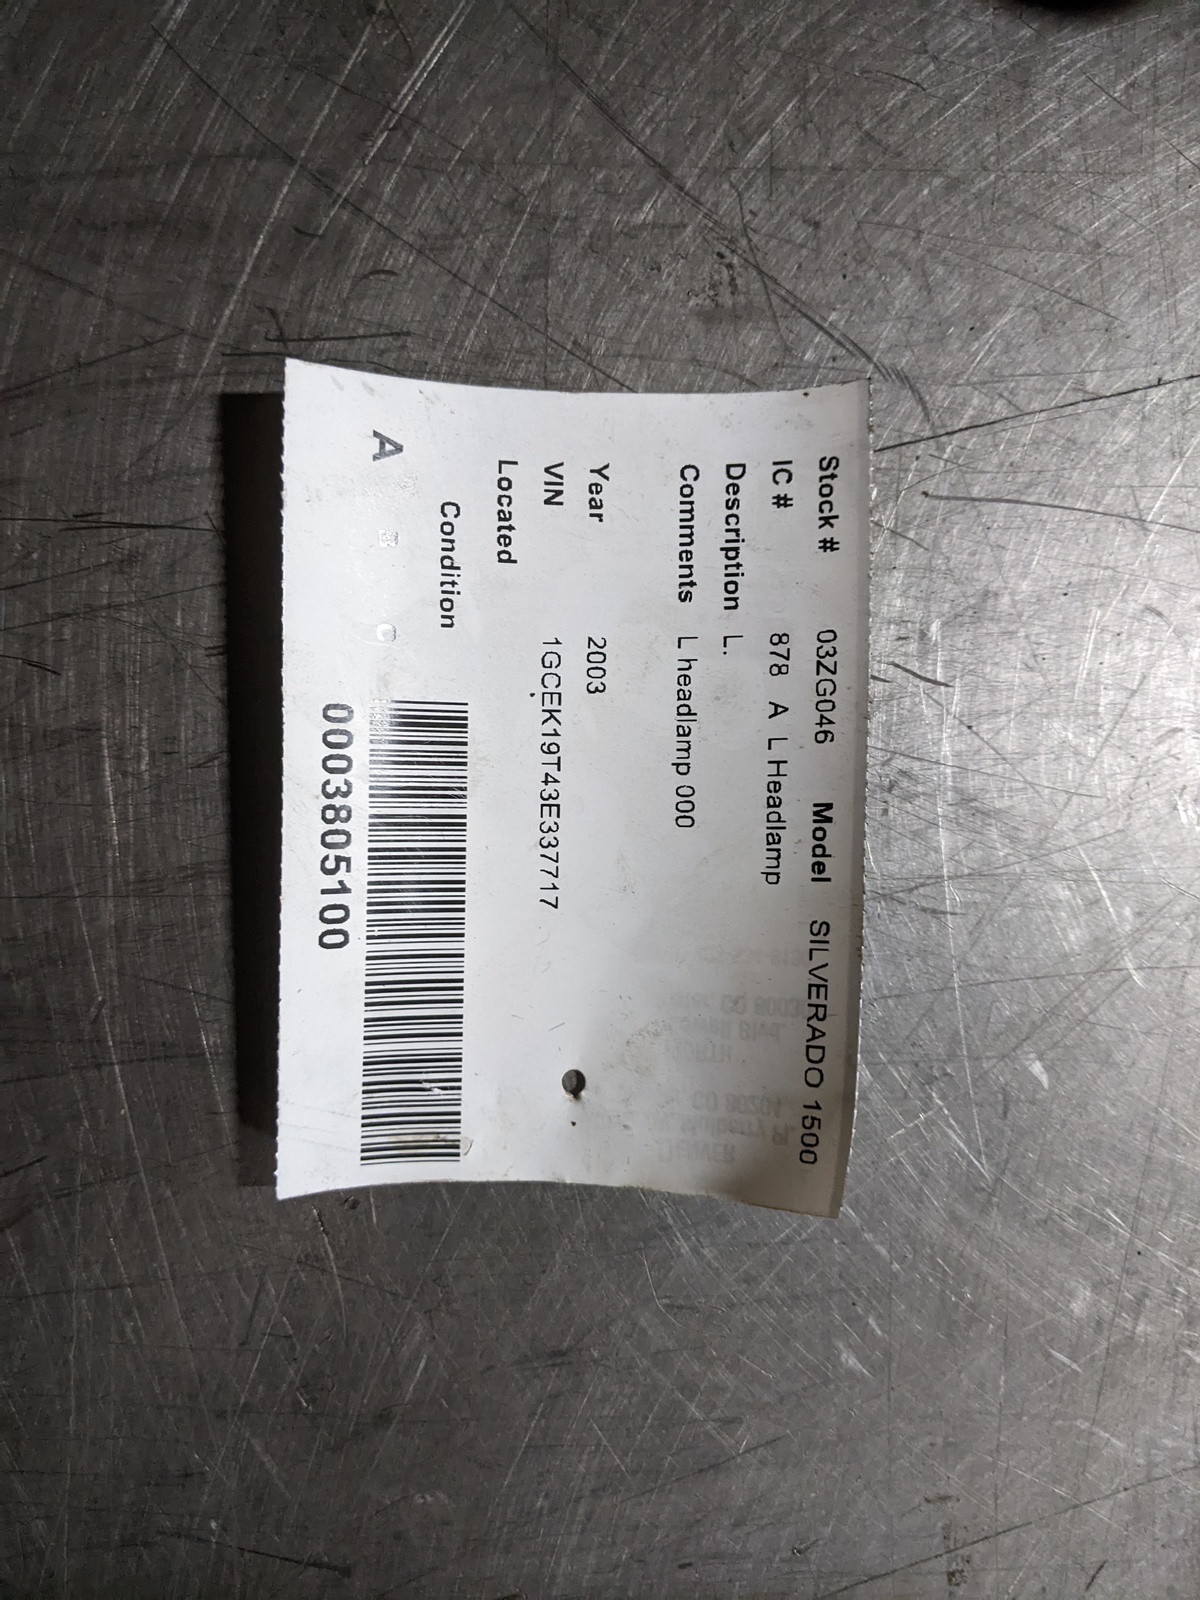 Stock # 03ZG046 Model SILVERADO 1500
IC # 878 A L Headlamp
Description L.
Comments L headlamp 000
Year 2003
VIN 1GCEK19T43E337717
Located
Condition
A B C
0003805100